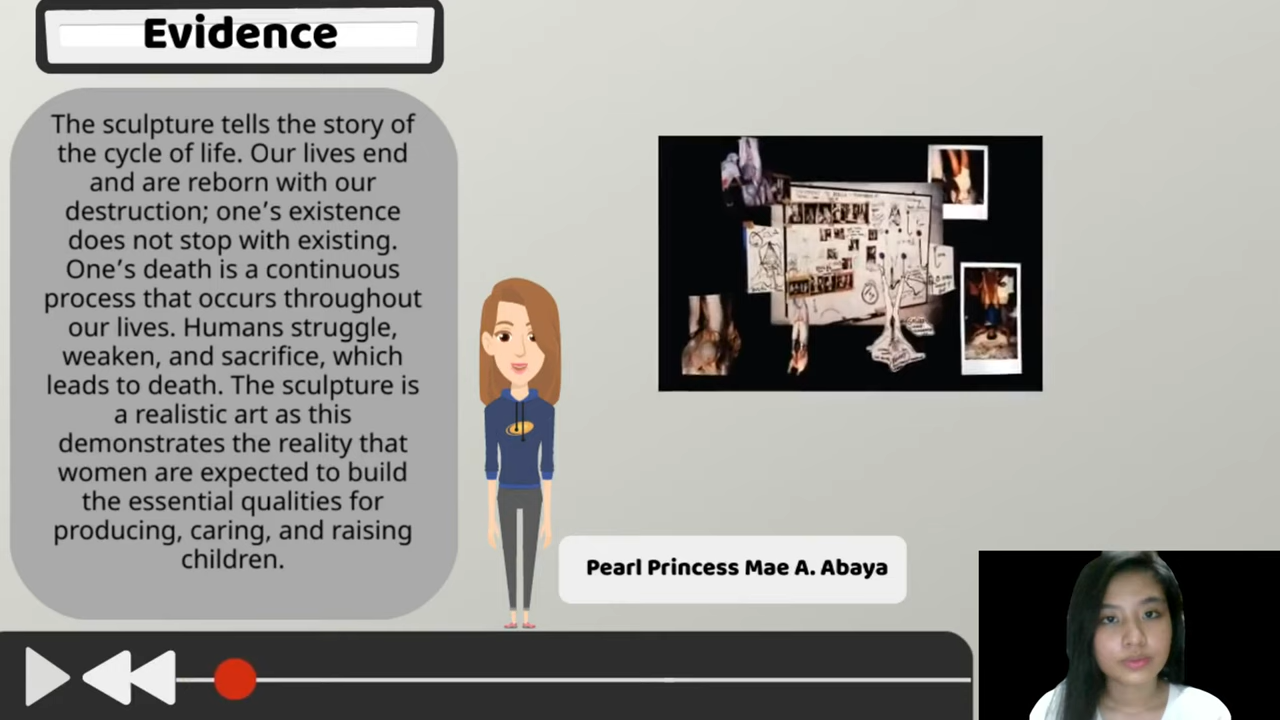 Evidence
The sculpture tells the story of
the cycle of life. Our lives end
and are reborn with our
destruction; one’s existence
does not stop with existing.
One’s death is a continuous
process that occurs throughout
our lives. Humans struggle,
weaken, and sacrifice, which
leads to death. The sculpture is
a realistic art as this
demonstrates the reality that
women are expected to build
the essential qualities for
producing, caring, and raising
children.
Pearl Princess Mae A. Abaya